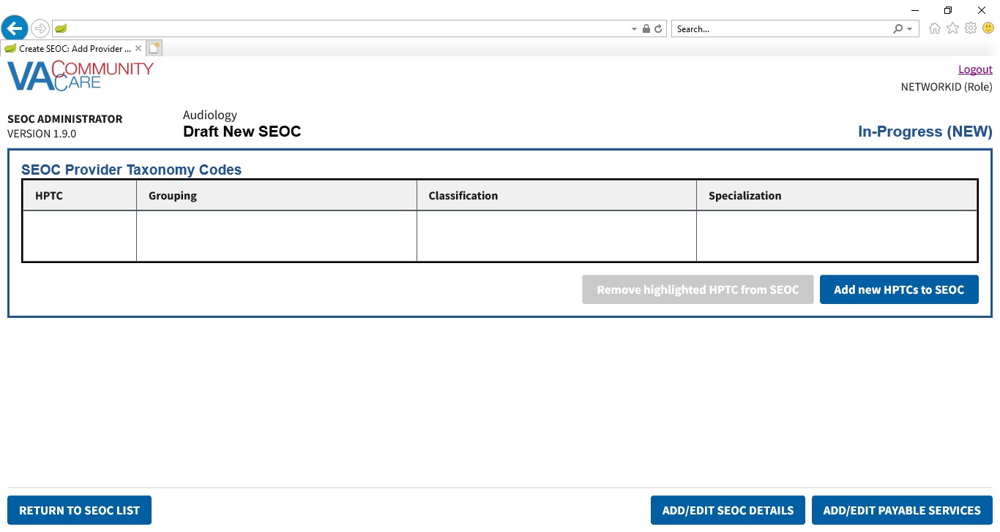 Search...
Create SEOC: Add Provider ...
VA COMMUNITY CARE
Logout
NETWORKID (Role)
SEOC ADMINISTRATOR
VERSION 1.9.0
Audiology
Draft New SEOC
In-Progress (NEW)
SEOC Provider Taxonomy Codes
HPTC Grouping Classification Specialization
Remove highlighted HPTC from SEOC Add new HPTCs to SEOC
RETURN TO SEOC LIST ADD/EDIT SEOC DETAILS ADD/EDIT PAYABLE SERVICES